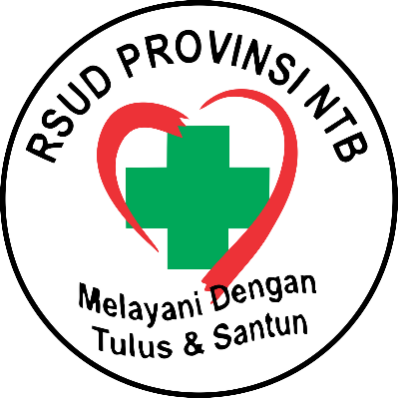 RSUD PROVINSI NTB
Melayani Dengan
Tulus & Santun